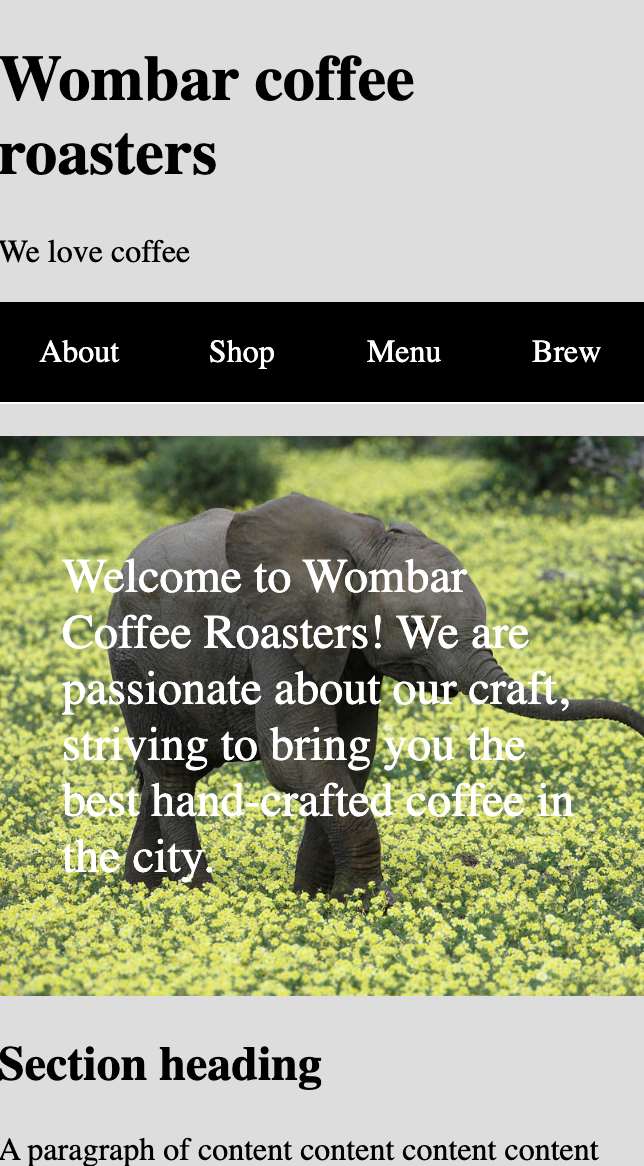 Wombar coffee
roasters
We love coffee
About Shop Menu Brew
Welcome to Wombar
Coffee Roasters! We are
passionate about our craft,
striving to bring you the
best hand-crafted coffee in
the city.
Section heading
A paragraph of content content content content